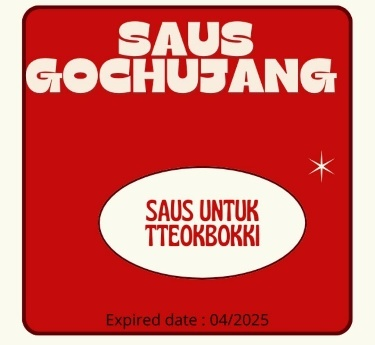 SAUS
GOCHUJANG
SAUS UNTUK
TTEOKBOKKI
Expired date : 04/2025